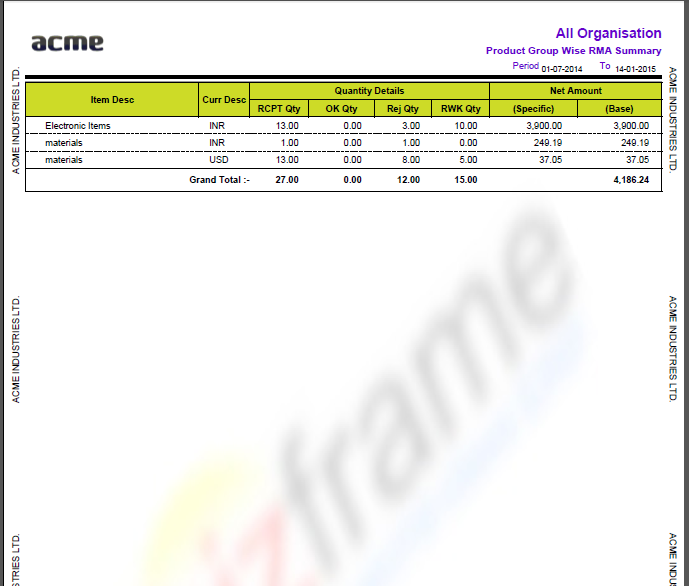 acme
All Organisation
Product Group Wise RMA Summary
Period 01-07-2014 To 14-01-2015
Item Desc Curr Desc Quantity Details Net Amount
RCPT Qty OK Qty Rej Qty RWK Qty (Specific) (Base)
Electronic Items INR 13.00 0.00 3.00 10.00 3,900.00 3,900.00
materials INR 1.00 0.00 1.00 0.00 249.19 249.19
materials USD 13.00 0.00 8.00 5.00 37.05 37.05
Grand Total :- 27.00 0.00 12.00 15.00 4,186.24
ACME INDUSTRIES LTD.
ACME INDUSTRIES LTD.
ACME INDUSTRIES LTD.
ACME INDUSTRIES LTD.
STRIES LTD.
ACME INDU
izframe